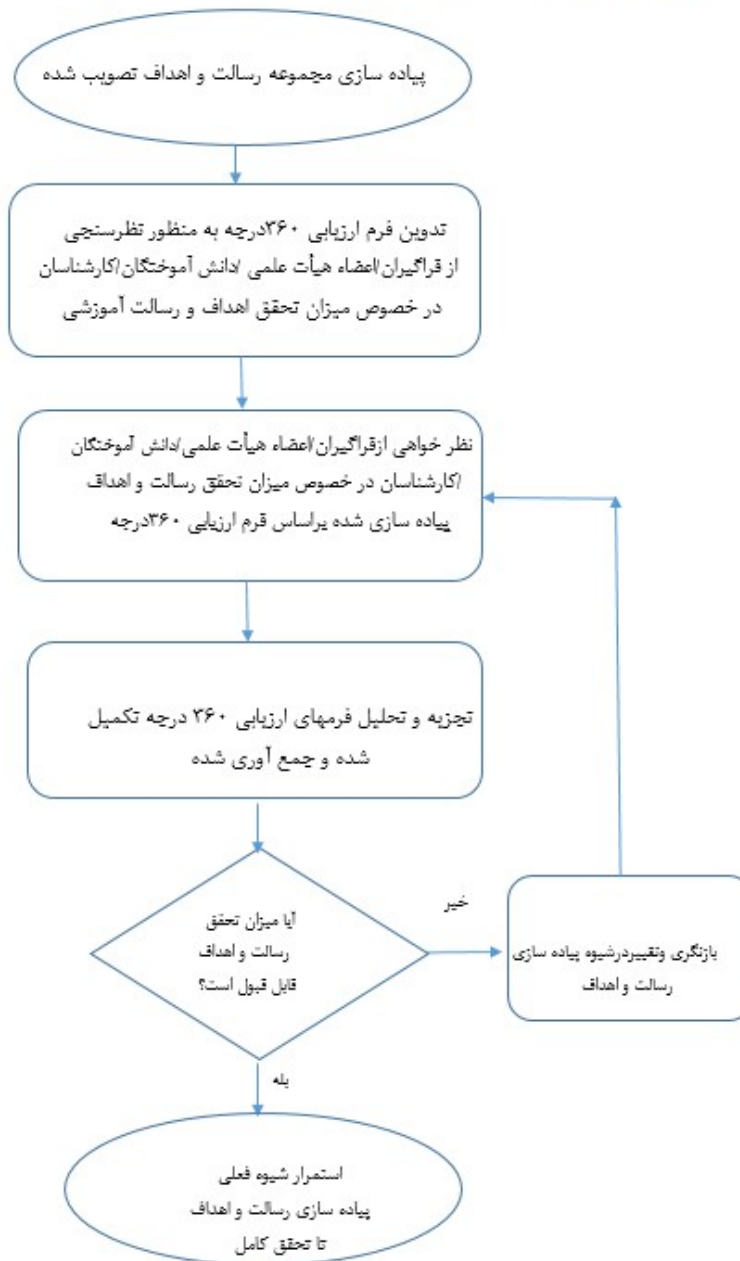 پیاده سازی مجموعه رسالت و اهداف تصویب شده
تدوین فرم ارزیابی ۳۶۰درجه به منظور نظرسنجی
از فراگیران/اعضاء هیأت علمی /دانش آموختگان/کارشناسان
در خصوص میزان تحقق اهداف و رسالت آموزشی
نظر خواهی ازفراگیران/اعضاء هیأت علمی/دانش آموختگان
/کارشناسان در خصوص میزان تحقق رسالت و اهداف
پیاده سازی شده براساس فرم ارزیابی ۳۶۰درجه
تجزیه و تحلیل فرمهای ارزیابی ۳۶۰ درجه تکمیل
شده و جمع آوری شده
آیا میزان تحقق
رسالت و اهداف
قابل قبول است؟
خیر
بازنگری وتغییردرشیوه پیاده سازی
رسالت و اهداف
بله
استمرار شیوه فعلی
پیاده سازی رسالت و اهداف
تا تحقق کامل